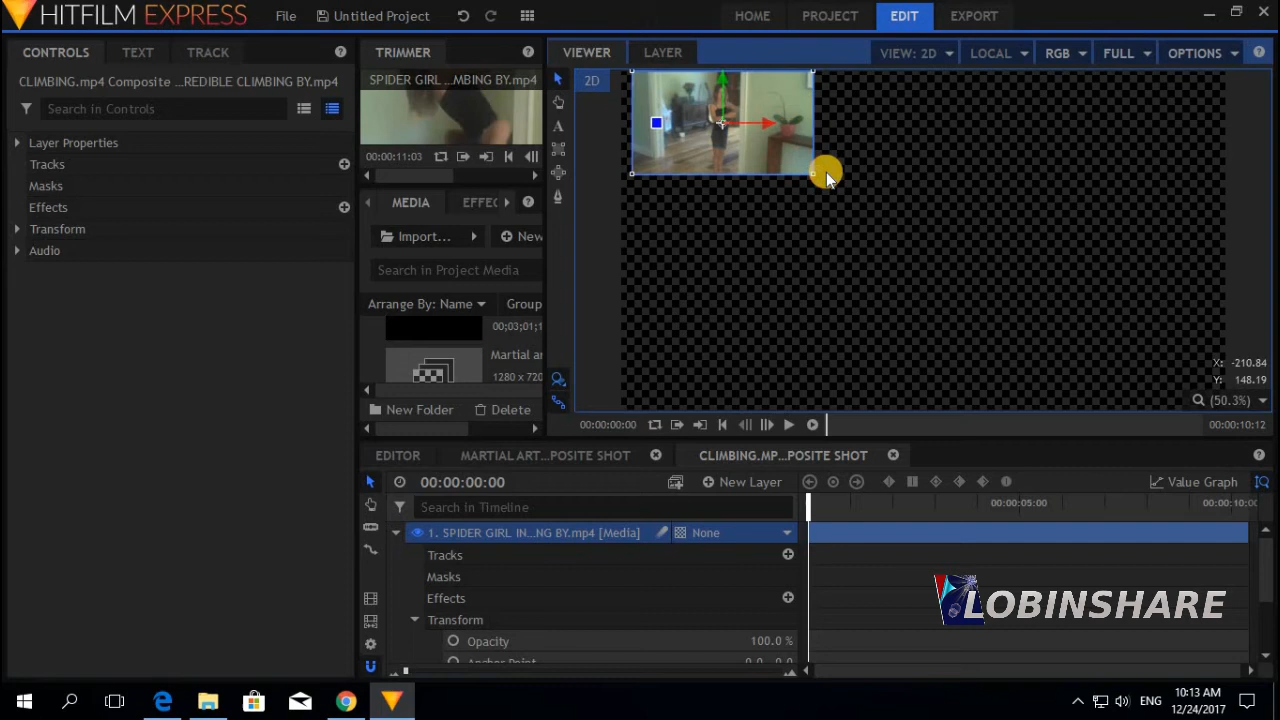 HITFILM EXPRESS
File
Untitled Project
HOME
PROJECT
EDIT
EXPORT
CONTROLS
TEXT
TRACK
TRIMMER
VIEWER
LAYER
VIEW: 2D
LOCAL
RGB
FULL
OPTIONS
CLIMBING.mp4 Composite ...REDIBLE CLIMBING BY.mp4
SPIDER GIRL ...MBING BY.mp4
2D
Search in Controls
Layer Properties
Tracks
Masks
Effects
Transform
Audio
00:00:11:03
MEDIA
EFFEC
Import...
New
Search in Project Media
Arrange By: Name
Group
00;03;01;1
Martial ar
1280 x 720
New Folder
Delete
X: -210.84
Y: 148.19
(50.3%)
00:00:00:00
00:00:10:12
EDITOR
MARTIAL ART...POSITE SHOT
CLIMBING.MP...POSITE SHOT
00:00:00:00
New Layer
Value Graph
Search in Timeline
00:00:05:00
00:00:10:0
1. SPIDER GIRL IN...NG BY.mp4 [Media]
None
Tracks
Masks
Effects
Transform
Opacity
100.0 %
LOBINSHARE
ENG
10:13 AM
12/24/2017